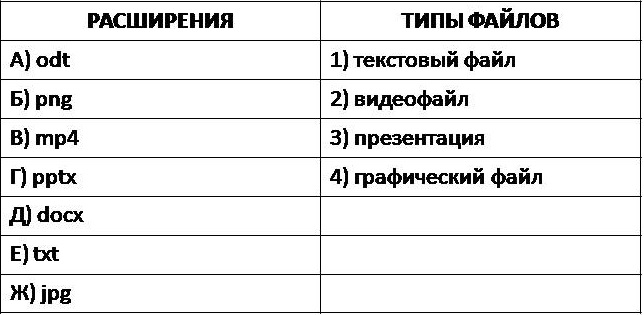 РАСШИРЕНИЯ ТИПЫ ФАЙЛОВ
А) odt 1) текстовый файл
Б) png 2) видеофайл
В) mp4 3) презентация
Г) pptx 4) графический файл
Д) docx
Е) txt
Ж) jpg